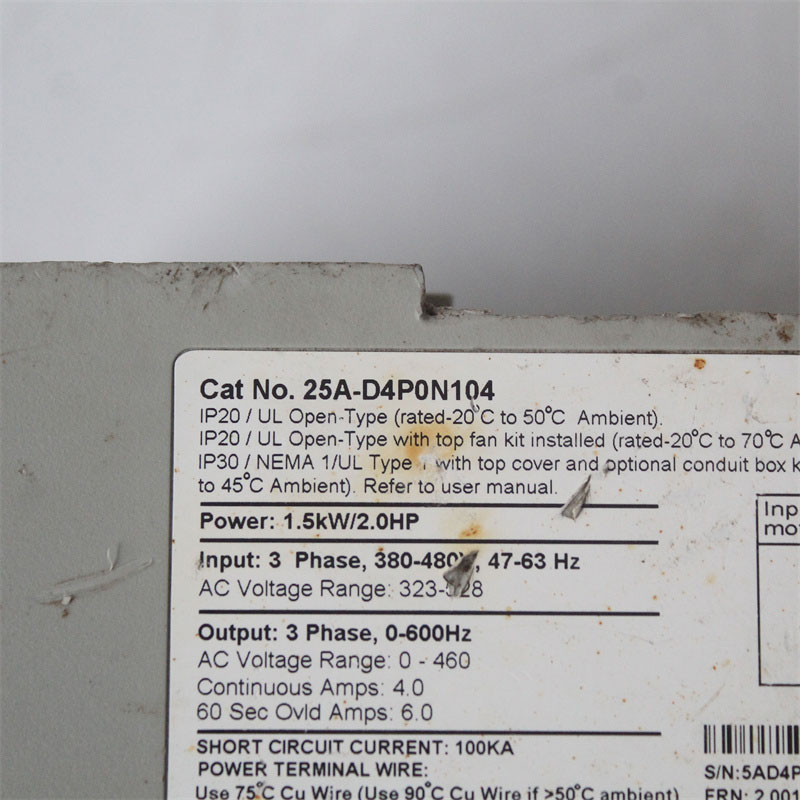 Cat No. 25A-D4P0N104
IP20 / UL Open-Type (rated-20°C to 50°C Ambient).
IP20 / UL Open-Type with top fan kit installed (rated-20°C to 70°C A
IP30 / NEMA 1/UL Type 1 with top cover and optional conduit box k
to 45°C Ambient). Refer to user manual.
Power: 1.5kW/2.0HP
Input: 3 Phase, 380-480V, 47-63 Hz
AC Voltage Range: 323-528
Output: 3 Phase, 0-600Hz
AC Voltage Range: 0 - 460
Continuous Amps: 4.0
60 Sec Ovld Amps: 6.0
SHORT CIRCUIT CURRENT: 100KA
POWER TERMINAL WIRE:
Use 75°C Cu Wire (Use 90°C Cu Wire if >50°C ambient)
Inp
mo
S/N:5AD4P
FRN: 2.001